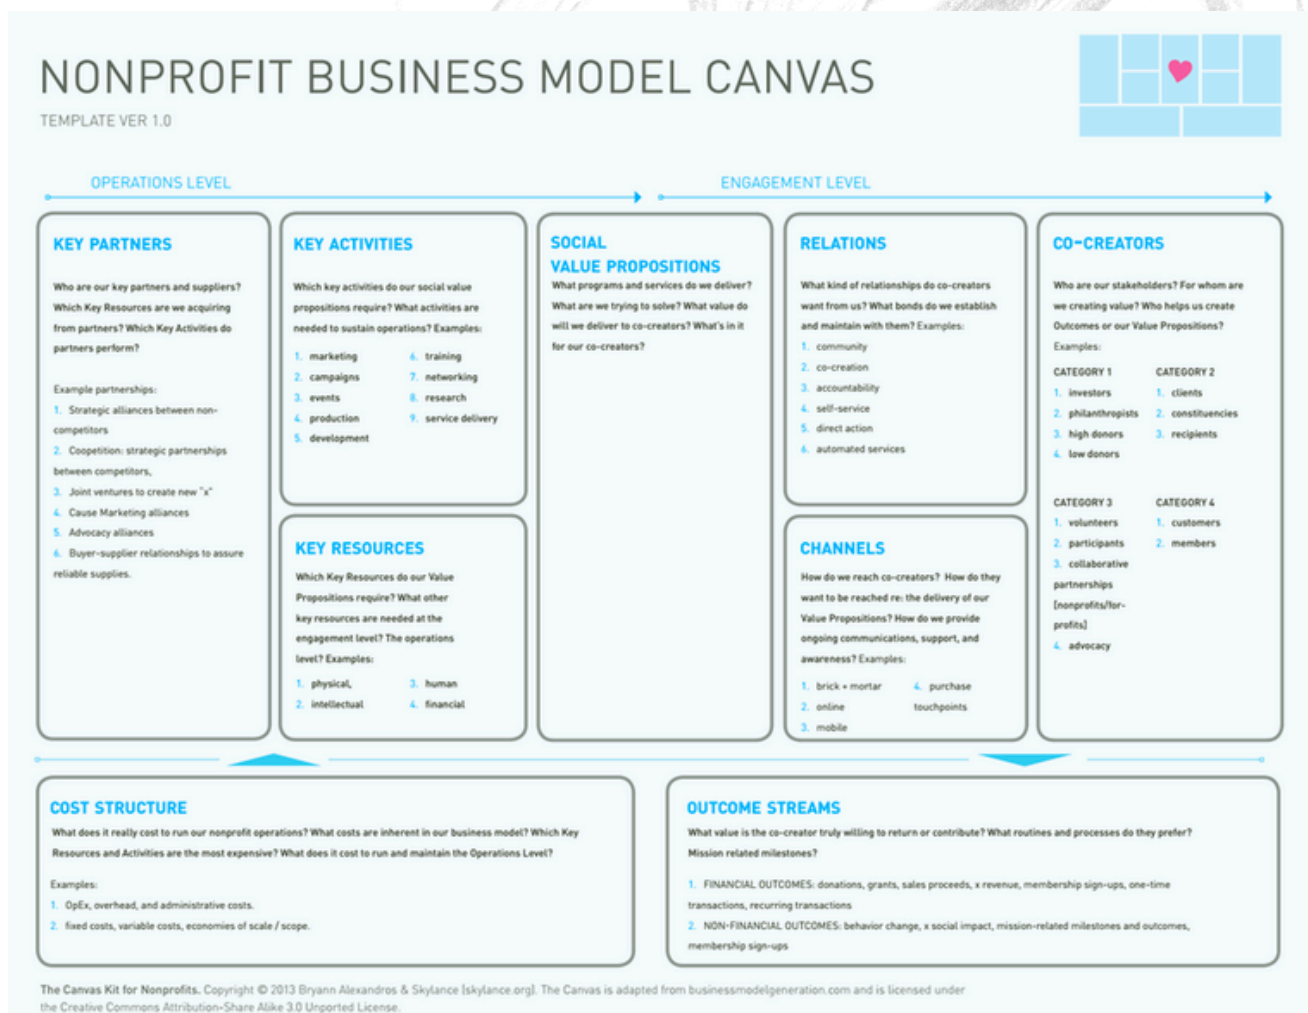 NONPROFIT BUSINESS MODEL CANVAS
TEMPLATE VER 1.0
OPERATIONS LEVEL
ENGAGEMENT LEVEL
KEY PARTNERS
Who are our key partners and suppliers?
Which Key Resources are we acquiring
from partners? Which Key Activities do
partners perform?
Example partnerships:
1. Strategic alliances between non-
competitors
2. Coopetition: strategic partnerships
between competitors,
3. Joint ventures to create new "x"
4. Cause Marketing alliances
5. Advocacy alliances
6. Buyer-supplier relationships to assure
reliable supplies.
KEY ACTIVITIES
Which key activities do our social value
propositions require? What activities are
needed to sustain operations? Examples:
1. marketing
2. campaigns
3. events
4. production
5. development
6. training
7. networking
8. research
9. service delivery
KEY RESOURCES
Which Key Resources do our Value
Propositions require? What other
key resources are needed at the
engagement level? The operations
level? Examples:
1. physical,
2. intellectual
3. human
4. financial
SOCIAL
VALUE PROPOSITIONS
What programs and services do we deliver?
What are we trying to solve? What value do
will we deliver to co-creators? What's in it
for our co-creators?
RELATIONS
What kind of relationships do co-creators
want from us? What bonds do we establish
and maintain with them? Examples:
1. community
2. co-creation
3. accountability
4. self-service
5. direct action
6. automated services
CHANNELS
How do we reach co-creators? How do they
want to be reached re: the delivery of our
Value Propositions? How do we provide
ongoing communications, support, and
awareness? Examples:
1. brick + mortar
2. online
3. mobile
4. purchase
touchpoints
CO-CREATORS
Who are our stakeholders? For whom are
we creating value? Who helps us create
Outcomes or our Value Propositions?
Examples:
CATEGORY 1
1. investors
2. philanthropists
3. high donors
4. low donors
CATEGORY 2
1. clients
2. constituencies
3. recipients
CATEGORY 3
1. volunteers
2. participants
3. collaborative
partnerships
[nonprofits/for-
profits]
4. advocacy
CATEGORY 4
1. customers
2. members
COST STRUCTURE
What does it really cost to run our nonprofit operations? What costs are inherent in our business model? Which Key
Resources and Activities are the most expensive? What does it cost to run and maintain the Operations Level?
Examples:
1. OpEx, overhead, and administrative costs.
2. fixed costs, variable costs, economies of scale / scope.
OUTCOME STREAMS
What value is the co-creator truly willing to return or contribute? What routines and processes do they prefer?
Mission related milestones?
1. FINANCIAL OUTCOMES: donations, grants, sales proceeds, x revenue, membership sign-ups, one-time
transactions, recurring transactions
2. NON-FINANCIAL OUTCOMES: behavior change, x social impact, mission-related milestones and outcomes,
membership sign-ups
The Canvas Kit for Nonprofits. Copyright © 2013 Bryann Alexandros & Skylance [skylance.org]. The Canvas is adapted from businessmodelgeneration.com and is licensed under
the Creative Commons Attribution-Share Alike 3.0 Unported License.